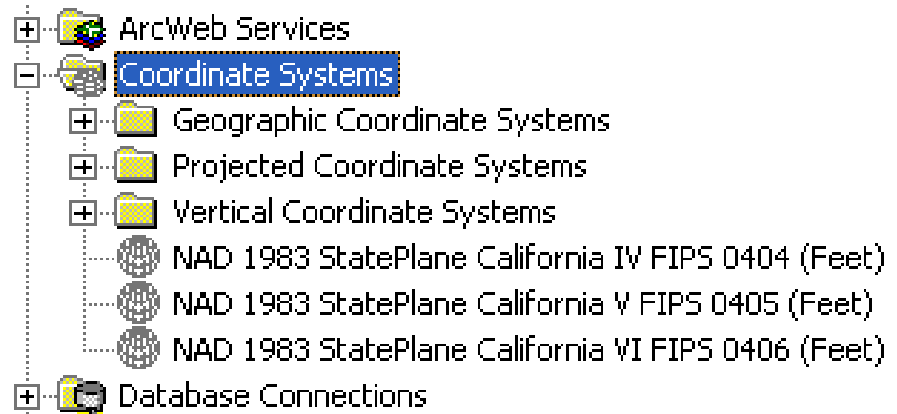 ArcWeb Services
Coordinate Systems
Geographic Coordinate Systems
Projected Coordinate Systems
Vertical Coordinate Systems
NAD 1983 StatePlane California IV FIPS 0404 (Feet)
NAD 1983 StatePlane California V FIPS 0405 (Feet)
NAD 1983 StatePlane California VI FIPS 0406 (Feet)
Database Connections